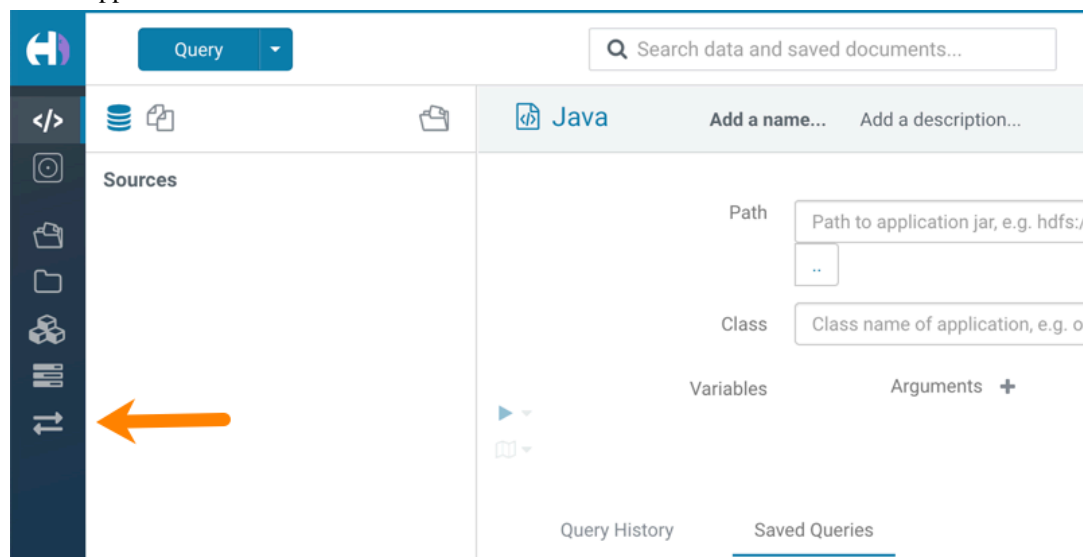 Query
Search data and saved documents...
</>
Java
Add a name...
Add a description...
Sources
Path
Path to application jar, e.g. hdfs:/
..
Class
Class name of application, e.g. o
Variables
Arguments +
Query History
Saved Queries